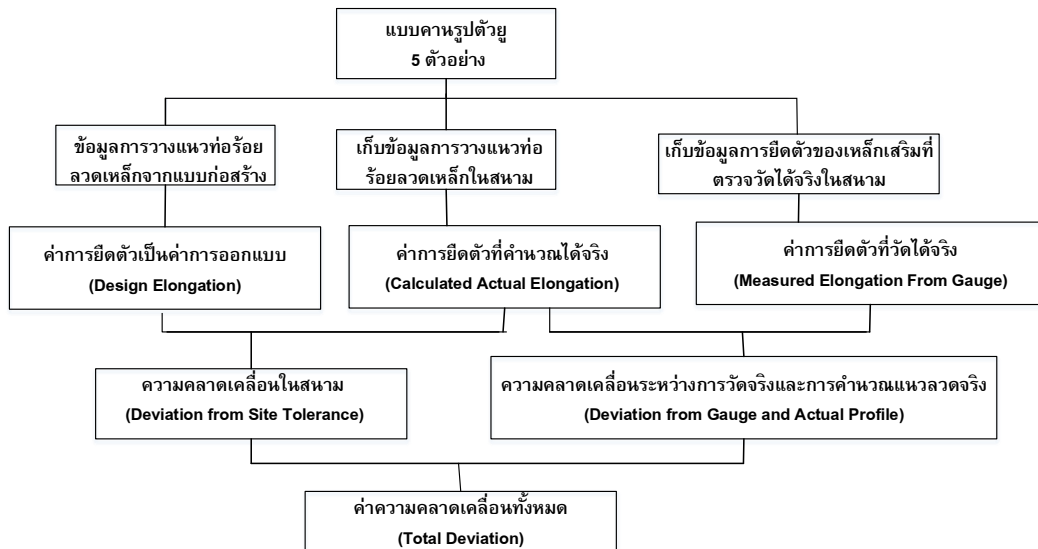 แบบคานรูปตัวยู
5 ตัวอย่าง
ข้อมูลการวางแนวท่อร้อย
ลวดเหล็กจากแบบก่อสร้าง
เก็บข้อมูลการวางแนวท่อ
ร้อยลวดเหล็กในสนาม
เก็บข้อมูลการยืดตัวของเหล็กเสริมที่
ตรวจวัดได้จริงในสนาม
ค่าการยืดตัวเป็นค่าการออกแบบ
(Design Elongation)
ค่าการยืดตัวที่คำนวณได้จริง
(Calculated Actual Elongation)
ค่าการยืดตัวที่วัดได้จริง
(Measured Elongation From Gauge)
ความคลาดเคลื่อนในสนาม
(Deviation from Site Tolerance)
ความคลาดเคลื่อนระหว่างการวัดจริงและการคำนวณแนวลวดจริง
(Deviation from Gauge and Actual Profile)
ค่าความคลาดเคลื่อนทั้งหมด
(Total Deviation)